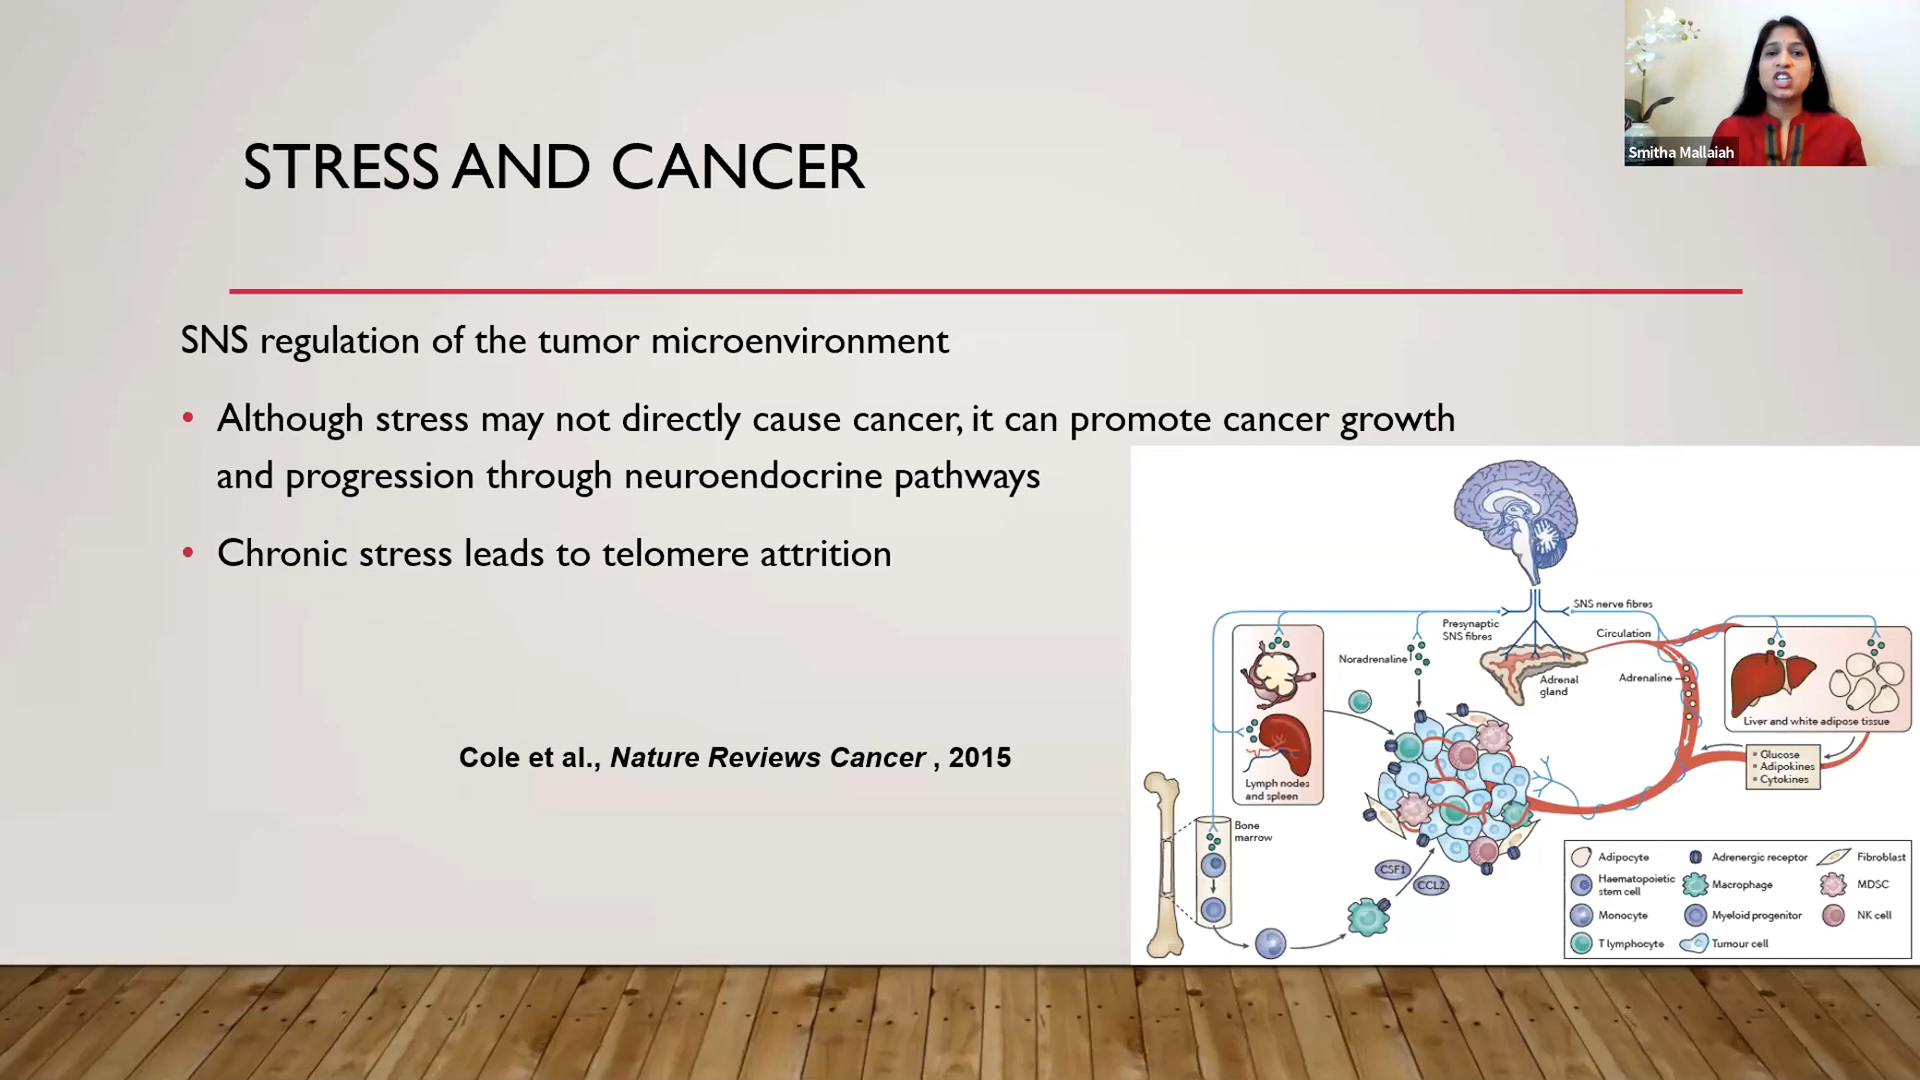 Smitha Mallaiah
STRESS AND CANCER
SNS regulation of the tumor microenvironment
• Although stress may not directly cause cancer, it can promote cancer growth
and progression through neuroendocrine pathways
• Chronic stress leads to telomere attrition
Cole et al., Nature Reviews Cancer , 2015
SNS nerve fibres
Presynaptic
SNS fibres
Circulation
Noradrenaline
Adrenal
gland
Adrenaline
Liver and white adipose tissue
Glucose
Adipokines
Cytokines
Lymph nodes
and spleen
Bone
marrow
CSF1
CCL2
Adipocyte
Adrenergic receptor
Fibroblast
Haematopoietic
stem cell
Macrophage
MDSC
Monocyte
Myeloid progenitor
NK cell
T lymphocyte
Tumour cell